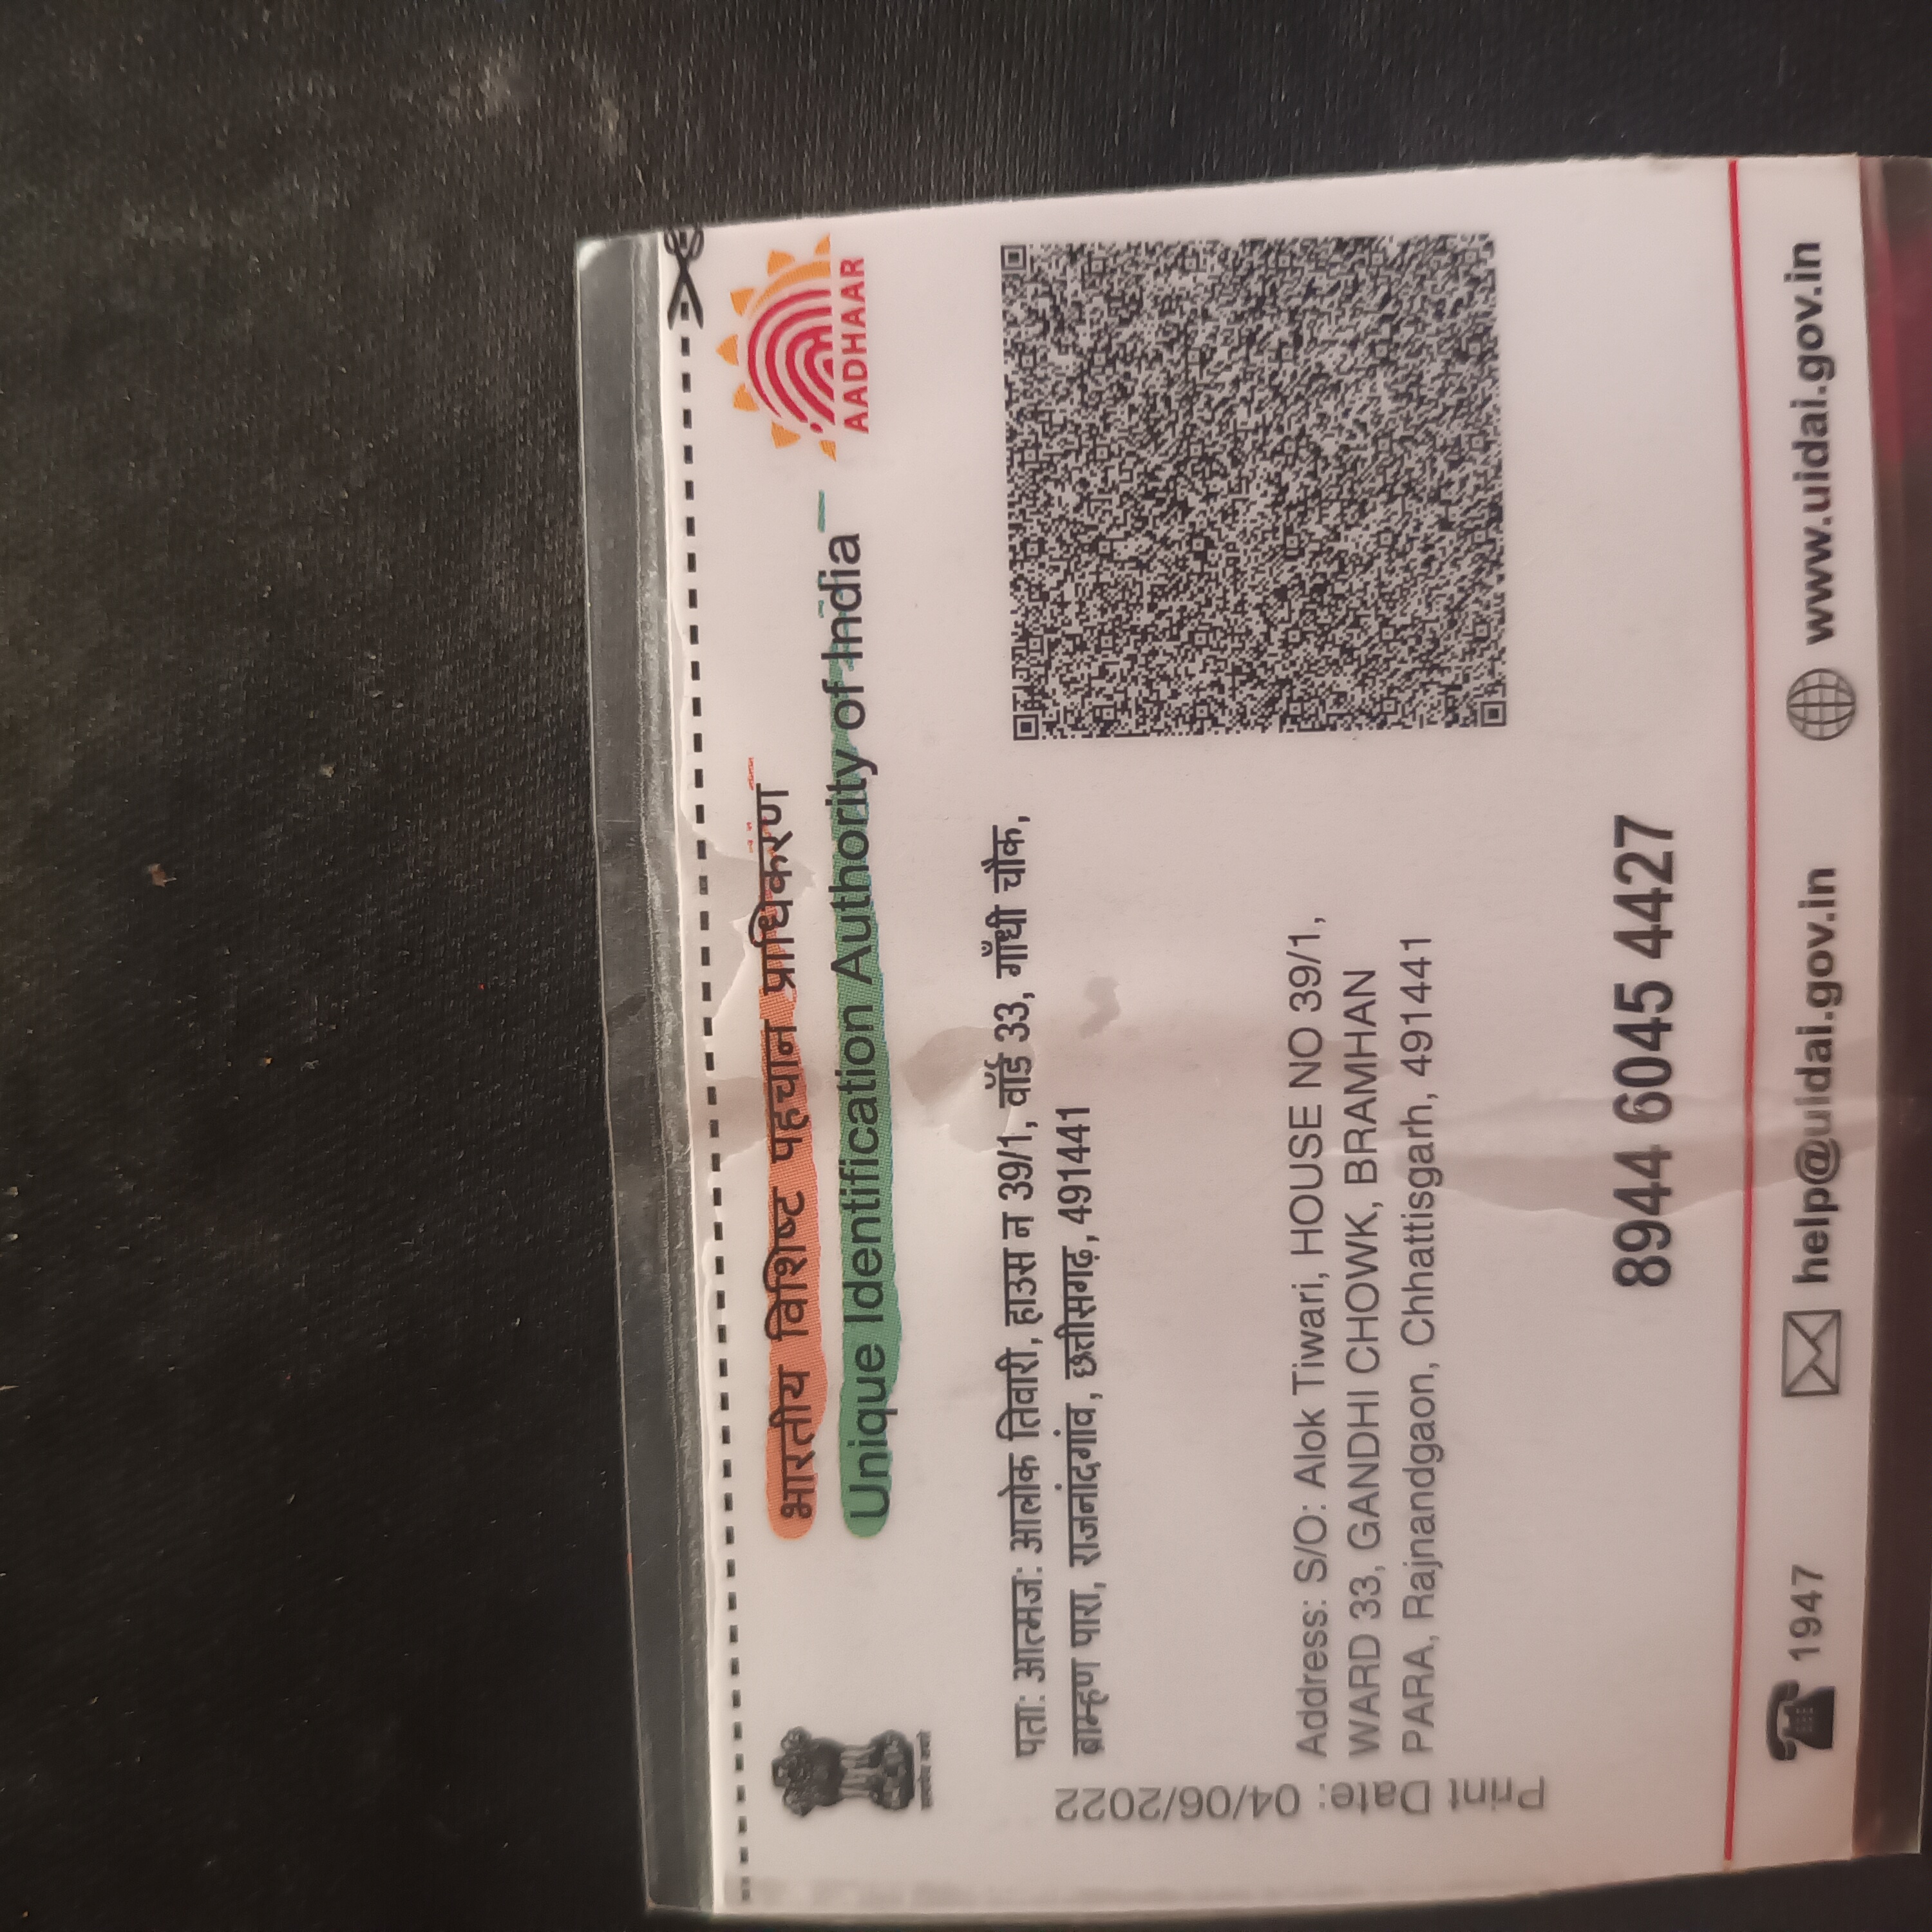 भारतीय विशिष्ट पहचान प्राधिकरण
Unique Identification Authority of India
AADHAAR
पता: आत्मज: आलोक तिवारी, हाउस न 39/1, वॉर्ड 33, गाँधी चौक,
ब्राम्हण पारा, राजनांदगांव, छत्तीसगढ़, 491441
Address: S/O: Alok Tiwari, HOUSE NO 39/1,
WARD 33, GANDHI CHOWK, BRAMHAN
PARA, Rajnandgaon, Chhattisgarh, 491441
Print Date: 04/06/2022
8944 6045 4427
1947
help@uidai.gov.in
www.uidai.gov.in